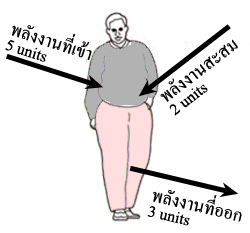 พลังงานที่เข้า
5 units
พลังงานสะสม
2 units
พลังงานที่ออก
3 units